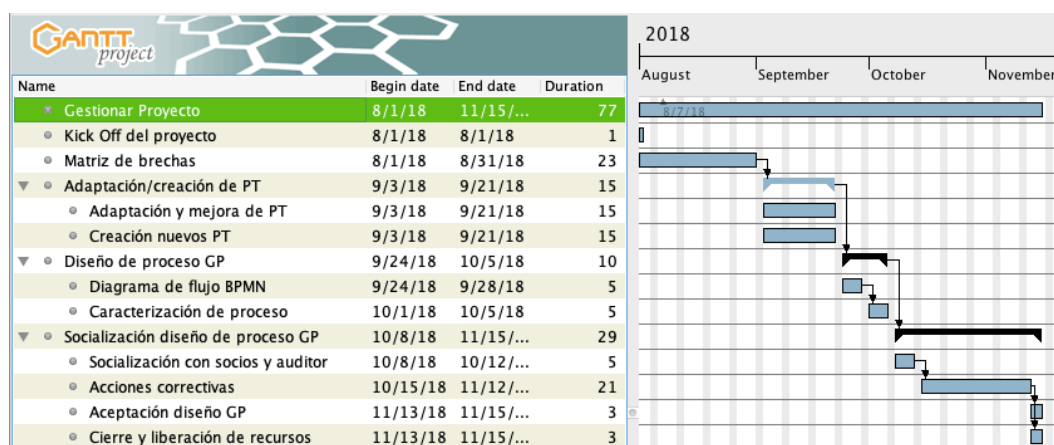 GANTT
project
2018
August September October November
Name Begin date End date Duration
Gestionar Proyecto 8/1/18 11/15/... 77
8/7/18
Kick Off del proyecto 8/1/18 8/1/18 1
Matriz de brechas 8/1/18 8/31/18 23
Adaptación/creación de PT 9/3/18 9/21/18 15
Adaptación y mejora de PT 9/3/18 9/21/18 15
Creación nuevos PT 9/3/18 9/21/18 15
Diseño de proceso GP 9/24/18 10/5/18 10
Diagrama de flujo BPMN 9/24/18 9/28/18 5
Caracterización de proceso 10/1/18 10/5/18 5
Socialización diseño de proceso GP 10/8/18 11/15/... 29
Socialización con socios y auditor 10/8/18 10/12/... 5
Acciones correctivas 10/15/18 11/12/... 21
Aceptación diseño GP 11/13/18 11/15/... 3
Cierre y liberación de recursos 11/13/18 11/15/... 3